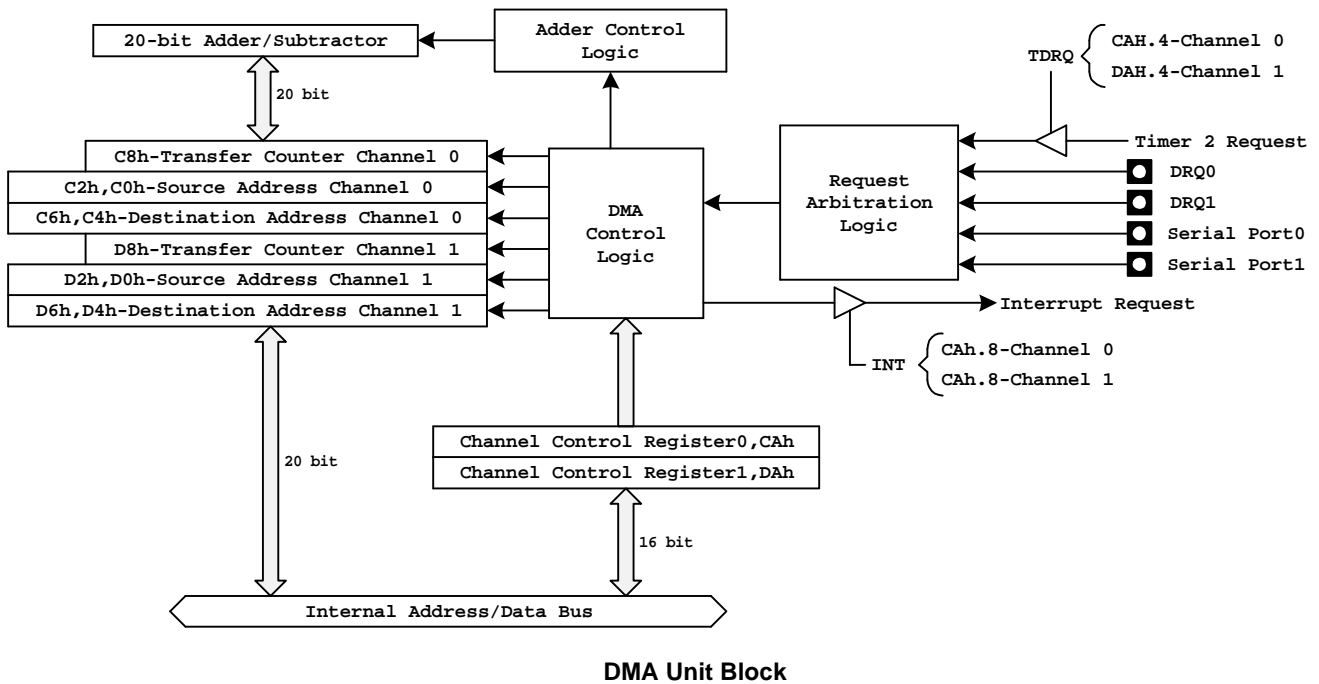 20-bit Adder/Subtractor
Adder Control
Logic
TDRQ
CAH.4-Channel 0
DAH.4-Channel 1
20 bit
C8h-Transfer Counter Channel 0
C2h,C0h-Source Address Channel 0
C6h,C4h-Destination Address Channel 0
D8h-Transfer Counter Channel 1
D2h,D0h-Source Address Channel 1
D6h,D4h-Destination Address Channel 1
DMA
Control
Logic
Request
Arbitration
Logic
Timer 2 Request
DRQ0
DRQ1
Serial Port0
Serial Port1
Interrupt Request
INT
CAh.8-Channel 0
CAh.8-Channel 1
Channel Control Register0,CAh
Channel Control Register1,DAh
20 bit
16 bit
Internal Address/Data Bus
DMA Unit Block